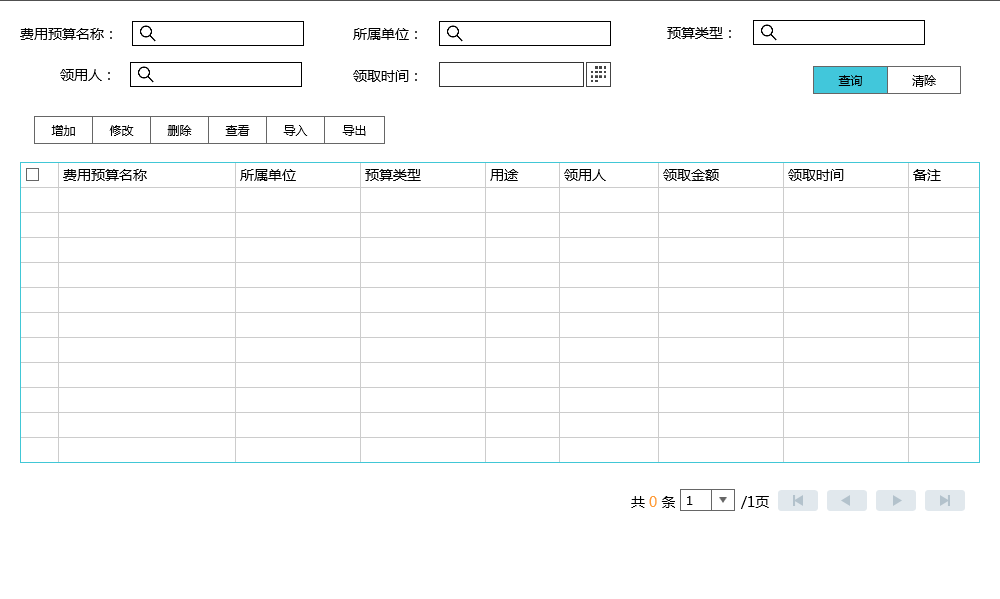 费用预算名称： 所属单位： 预算类型：
领用人： 领取时间：
查询 清除
增加 修改 删除 查看 导入 导出
费用预算名称 所属单位 预算类型 用途 领用人 领取金额 领取时间 备注
共 0 条 1 /1页